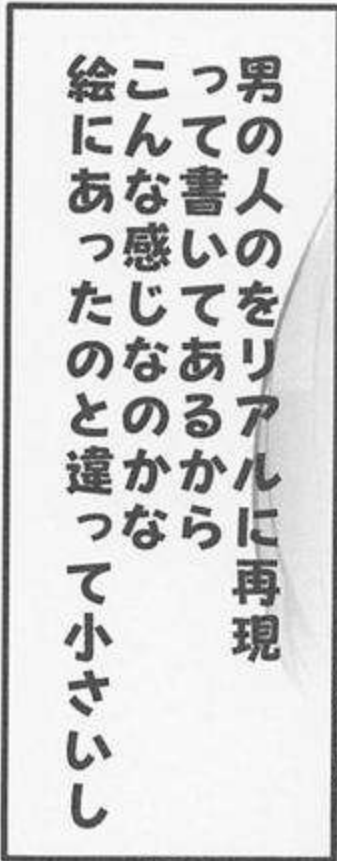 男の人のをリアルに再現
って書いてあるから
こんな感じなのかな
絵にあったのと違って小さいし